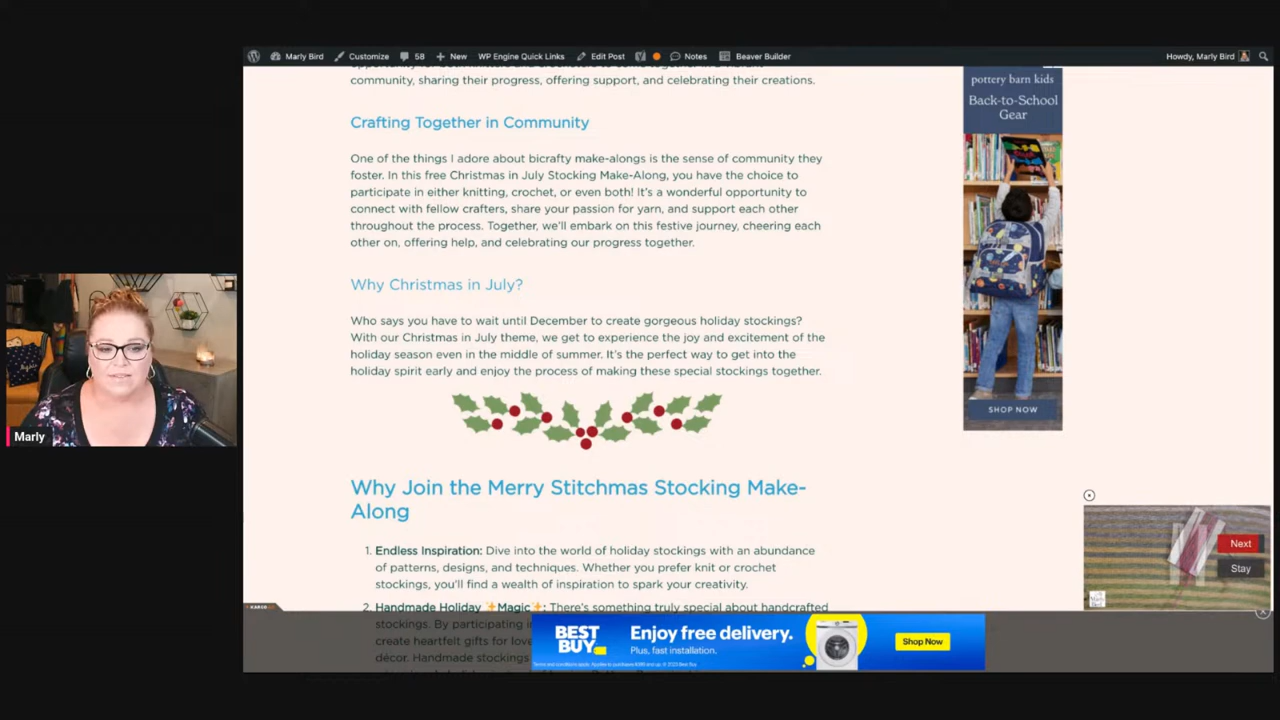 Marly Bird Customize 58 New WP Engine Quick Links Edit Post Notes Beaver Builder Howdy, Marly Bird
community, sharing their progress, offering support, and celebrating their creations.
Crafting Together in Community
One of the things I adore about bicrafty make-alongs is the sense of community they
foster. In this free Christmas in July Stocking Make-Along, you have the choice to
participate in either knitting, crochet, or even both! It's a wonderful opportunity to
connect with fellow crafters, share your passion for yarn, and support each other
throughout the process. Together, we'll embark on this festive journey, cheering each
other on, offering help, and celebrating our progress together.
Why Christmas in July?
Who says you have to wait until December to create gorgeous holiday stockings?
With our Christmas in July theme, we get to experience the joy and excitement of the
holiday season even in the middle of summer. It's the perfect way to get into the
holiday spirit early and enjoy the process of making these special stockings together.
Why Join the Merry Stitchmas Stocking Make-
Along
1. Endless Inspiration: Dive into the world of holiday stockings with an abundance
of patterns, designs, and techniques. Whether you prefer knit or crochet
stockings, you'll find a wealth of inspiration to spark your creativity.
2. Handmade Holiday ✨Magic✨: There's something truly special about handcrafted
stockings. By participating in
create heartfelt gifts for
décor. Handmade stockings
pottery barn kids
Back-to-School
Gear
SHOP NOW
Next
Stay
BEST
BUY
Enjoy free delivery.
Plus, fast installation.
Shop Now
Marly